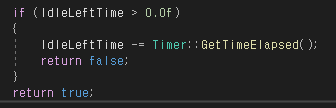 if (IdleLeftTime > 0.0f)
{
    IdleLeftTime -= Timer::GetTimeElapsed();
    return false;
}
return true;